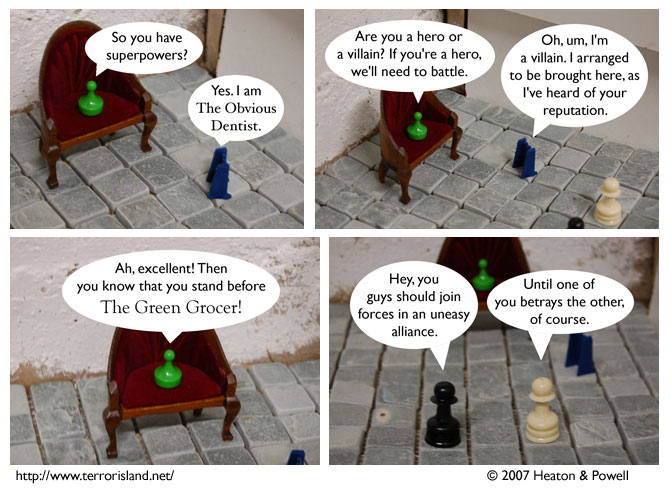 So you have
superpowers?
Yes. I am
The Obvious
Dentist.
Are you a hero or
a villain? If you're a hero,
we'll need to battle.
Oh, um, I'm
a villain. I arranged
to be brought here, as
I've heard of your
reputation.
Ah, excellent! Then
you know that you stand before
The Green Grocer!
Hey, you
guys should join
forces in an uneasy
alliance.
Until one of
you betrays the other,
of course.
http://www.terrorisland.net/
© 2007 Heaton & Powell